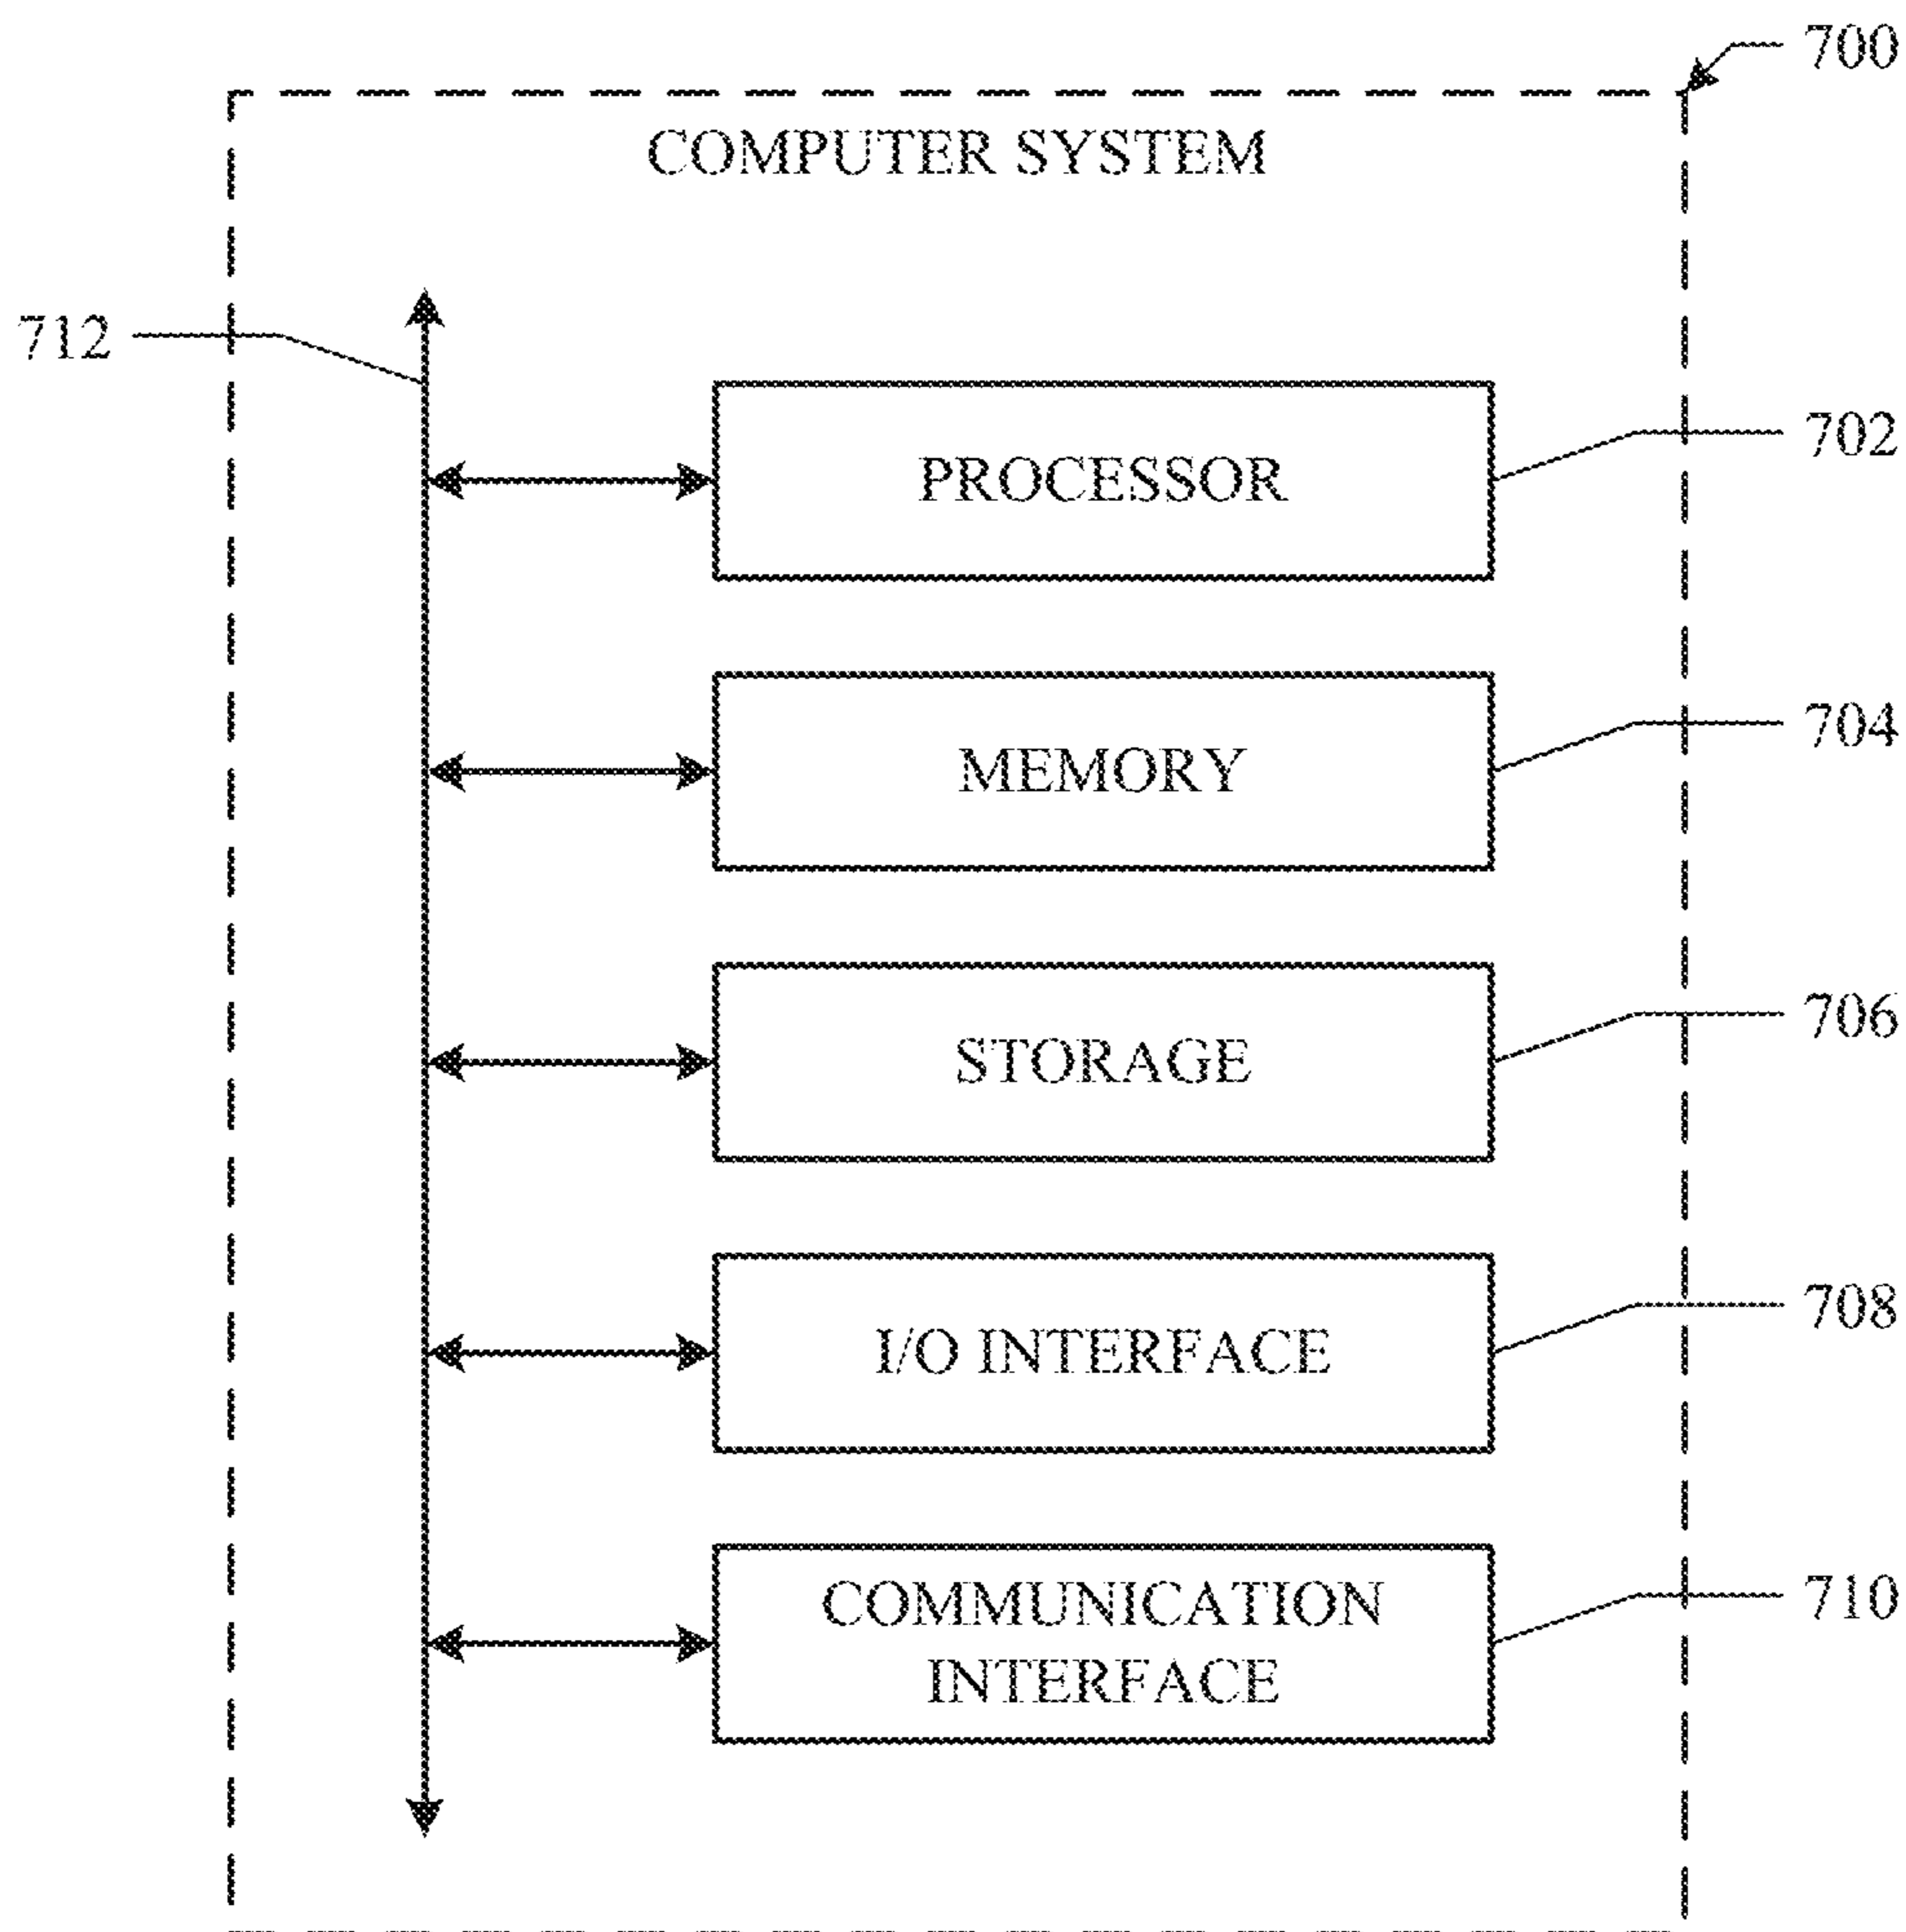 700
COMPUTER SYSTEM
712
PROCESSOR
702
MEMORY
704
STORAGE
706
I/O INTERFACE
708
COMMUNICATION
INTERFACE
710